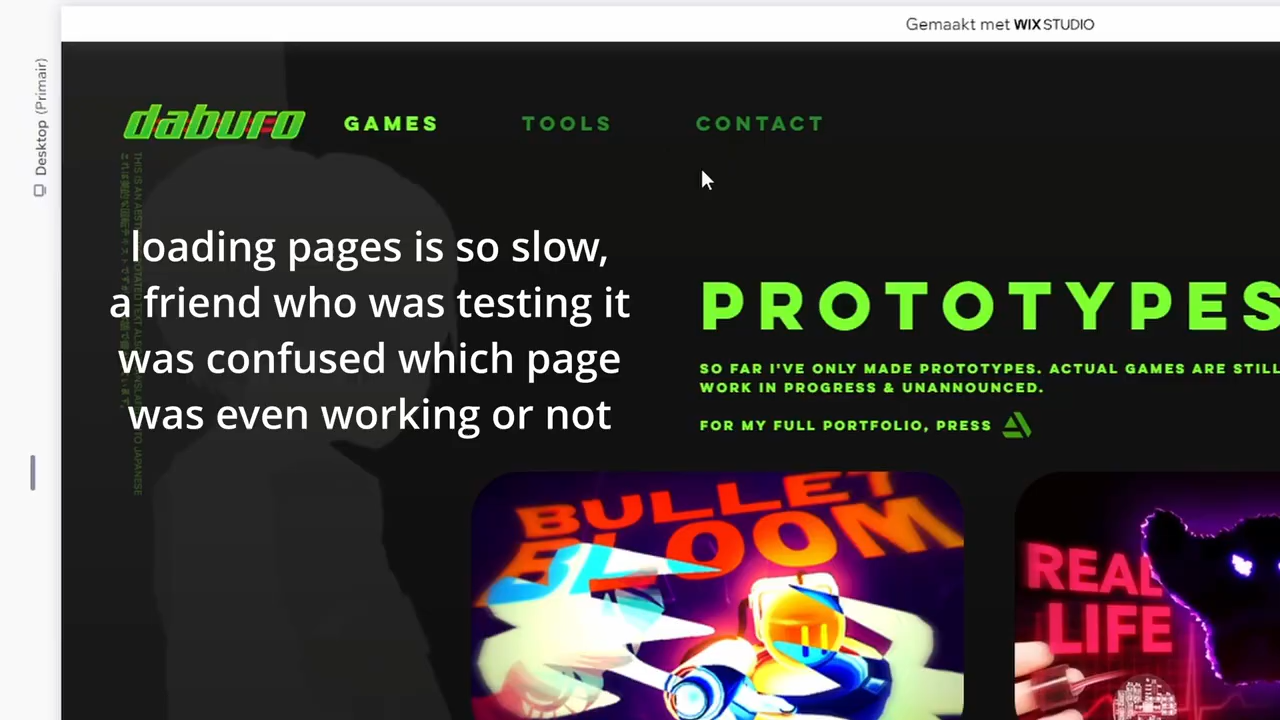 Gemaakt met WIX STUDIO
Desktop (Primair)
daburo
GAMES
TOOLS
CONTACT
loading pages is so slow,
a friend who was testing it
was confused which page
was even working or not
PROTOTYPES
SO FAR I'VE ONLY MADE PROTOTYPES. ACTUAL GAMES ARE STILL
WORK IN PROGRESS & UNANNOUNCED.
FOR MY FULL PORTFOLIO, PRESS
BULLET
BLOOM
REAL
LIFE